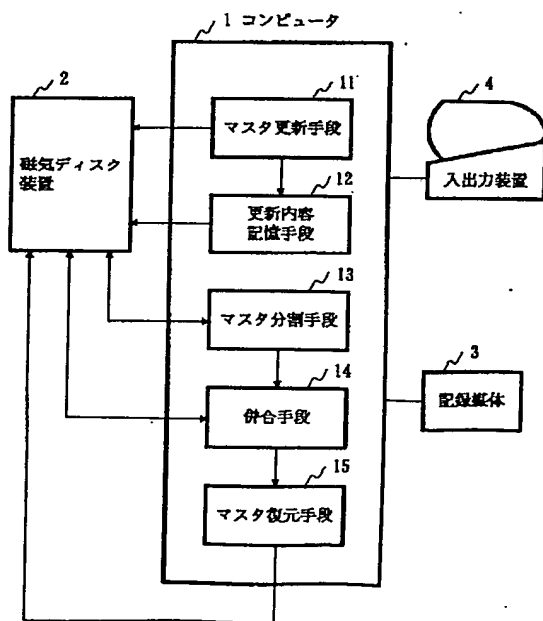 1 コンピュータ
2
磁気ディスク
装置
11
マスタ更新手段
12
更新内容
記憶手段
13
マスタ分割手段
14
併合手段
15
マスタ復元手段
4
入出力装置
3
記録媒体